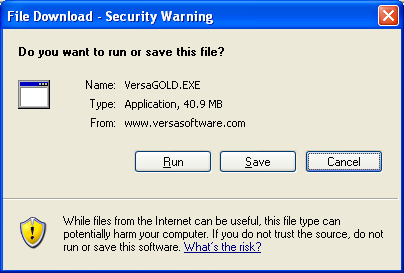 File Download - Security Warning
Do you want to run or save this file?
Name: VersaGOLD.EXE
Type: Application, 40.9 MB
From: www.versasoftware.com
Run Save Cancel
While files from the Internet can be useful, this file type can
potentially harm your computer. If you do not trust the source, do not
run or save this software. What's the risk?